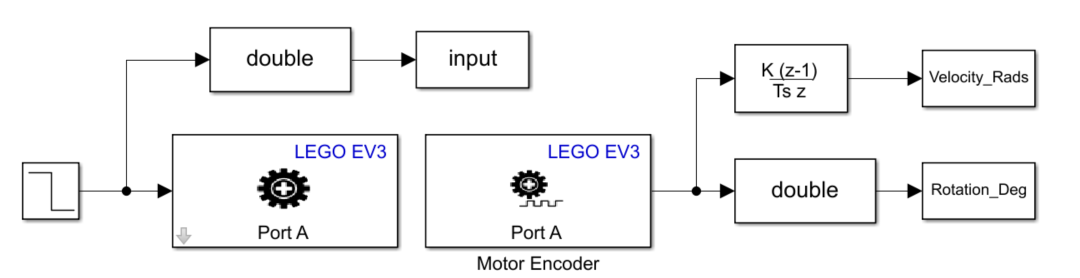 double
input
K (z-1)
Ts z
Velocity_Rads
LEGO EV3
Port A
LEGO EV3
Port A
double
Rotation_Deg
Motor Encoder